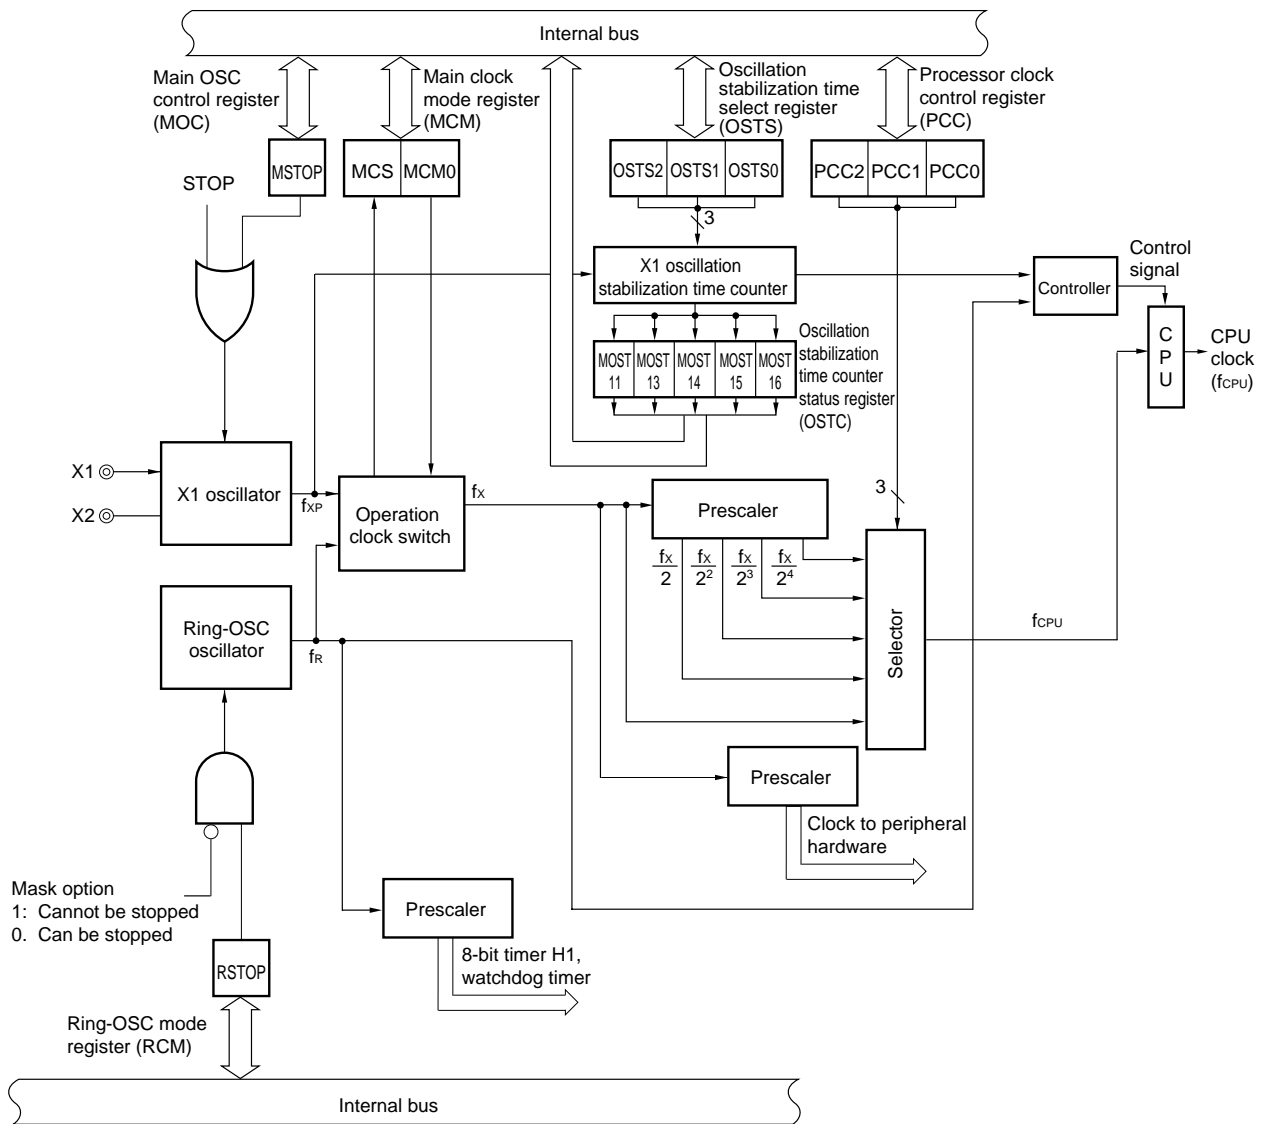 Internal bus
Main OSC
control register
(MOC)
Main clock
mode register
(MCM)
Oscillation
stabilization time
select register
(OSTS)
Processor clock
control register
(PCC)
STOP
MSTOP
MCS
MCM0
OSTS2
OSTS1
OSTS0
PCC2
PCC1
PCC0
3
X1 oscillation
stabilization time counter
Controller
Control
signal
MOST
11
MOST
13
MOST
14
MOST
15
MOST
16
Oscillation
stabilization
time counter
status register
(OSTC)
C
P
U
CPU
clock
(fCPU)
X1
X2
X1 oscillator
fXP
Operation
clock switch
fX
3
Prescaler
fX
2
fX
2²
fX
2³
fX
2⁴
Selector
fCPU
Ring-OSC
oscillator
fR
Prescaler
Clock to peripheral
hardware
Mask option
1: Cannot be stopped
0. Can be stopped
Prescaler
8-bit timer H1,
watchdog timer
RSTOP
Ring-OSC mode
register (RCM)
Internal bus